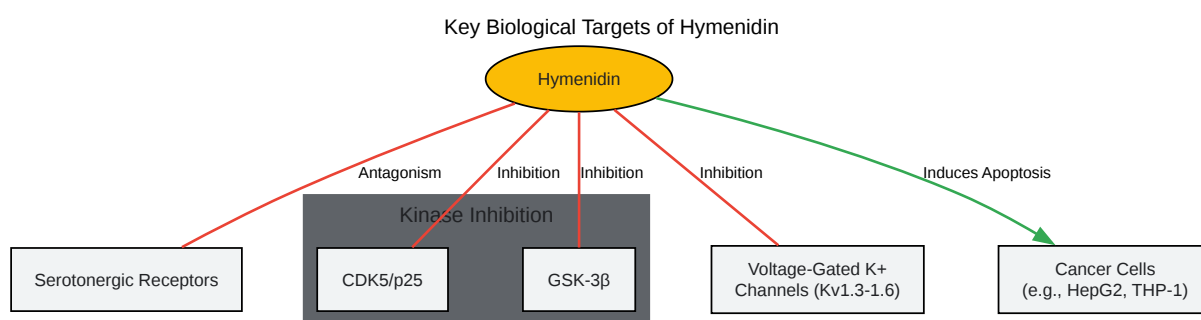 Key Biological Targets of Hymenidin
Hymenidin
Antagonism
Inhibition
Inhibition
Inhibition
Induces Apoptosis
Kinase Inhibition
Serotonergic Receptors
CDK5/p25
GSK-3β
Voltage-Gated K+
Channels (Kv1.3-1.6)
Cancer Cells
(e.g., HepG2, THP-1)